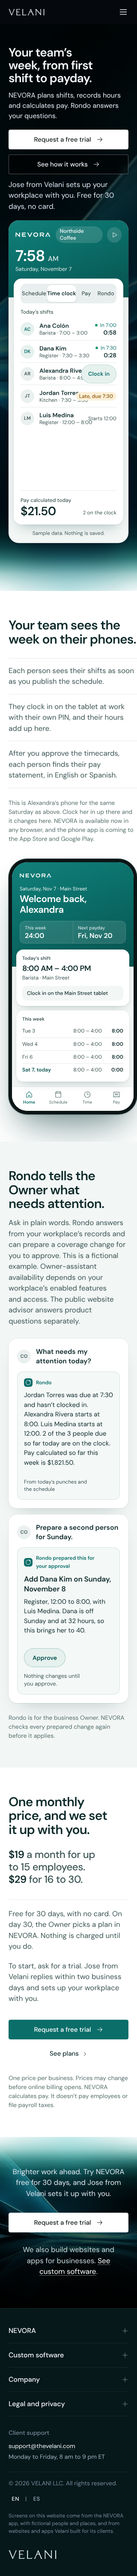 VELANI
Your team's
week, from first
shift to payday.
NEVORA plans shifts, records hours
and calculates pay. Rondo answers
your questions.
Request a free trial →
See how it works →
Jose from Velani sets up your
workweek with you. Free for 30
days, no card.
NEVORA
Northside
Coffee
7:58 AM
Saturday, November 7
Schedule Time clock Pay Rondo
Today's shifts
AC Ana Colón In 7:00
Barista · 7:00 – 3:00 0:58
DK Dana Kim In 7:30
Register · 7:30 – 3:30 0:28
AR Alexandra Rive
Barista · 8:00 – 4:0 Clock in
JT Jordan Torres Late, due 7:30
Kitchen · 7:30 –
LM Luis Medina Starts 12:00
Register · 12:00 – 8:00
Pay calculated today
$21.50 2 on the clock
Sample data. Nothing is saved.
Your team sees the
week on their phones.
Each person sees their shifts as soon
as you publish the schedule.
They clock in on the tablet at work
with their own PIN, and their hours
add up here.
After you approve the timecards,
each person finds their pay
statement, in English or Spanish.
This is Alexandra's phone for the same
Saturday as above. Clock her in up there and
it changes here. NEVORA is available now in
any browser, and the phone app is coming to
the App Store and Google Play.
NEVORA
Saturday, Nov 7 · Main Street
Welcome back,
Alexandra
This week
24:00
Next payday
Fri, Nov 20
Today's shift
8:00 AM – 4:00 PM
Barista · Main Street
Clock in on the Main Street tablet
This week
Tue 3 8:00 – 4:00 8:00
Wed 4 8:00 – 4:00 8:00
Fri 6 8:00 – 4:00 8:00
Sat 7, today 8:00 – 4:00 0:00
Home Schedule Time Pay
Rondo tells the
Owner what
needs attention.
Ask in plain words. Rondo answers
from your workspace's records and
can prepare a change for you
to approve. This is a fictional
example. Owner-assistant
availability depends on your
workspace's enabled features
and access. The public website
advisor answers product
questions separately.
CO What needs my
attention today?
Rondo
Jordan Torres was due at 7:30
and hasn't clocked in.
Alexandra Rivera starts at
8:00. Luis Medina starts at
12:00. 2 of the 3 people due
so far today are on the clock.
Pay calculated so far this
week is $1,821.50.
From today's punches and
the schedule
CO Prepare a second person
for Sunday.
Rondo prepared this for
your approval
Add Dana Kim on Sunday,
November 8
Register, 12:00 to 8:00, with
Luis Medina. Dana is off
Sunday and at 32 hours, so
this brings her to 40.
Approve
Nothing changes until
you approve.
Rondo is for the business Owner. NEVORA
checks every prepared change again
before it applies.
One monthly
price, and we set
it up with you.
$19 a month for up
to 15 employees.
$29 for 16 to 30.
Free for 30 days, with no card. On
day 30, the Owner picks a plan in
NEVORA. Nothing is charged until
you do.
To start, ask for a trial. Jose from
Velani replies within two business
days and sets up your workweek
with you.
Request a free trial →
See plans ›
One price per business. Prices may change
before online billing opens. NEVORA
calculates pay. It doesn't pay employees or
file payroll taxes.
Brighter work ahead. Try NEVORA
free for 30 days, and Jose from
Velani sets it up with you.
Request a free trial →
We also build websites and
apps for businesses. See
custom software.
NEVORA +
Custom software +
Company +
Legal and privacy +
Client support
support@thevelani.com
Monday to Friday, 8 am to 9 pm ET
© 2026 VELANI LLC. All rights reserved.
EN | ES
Screens on this website come from the NEVORA
app, with fictional people and places, and from
websites and apps Velani built for its clients.
VELANI